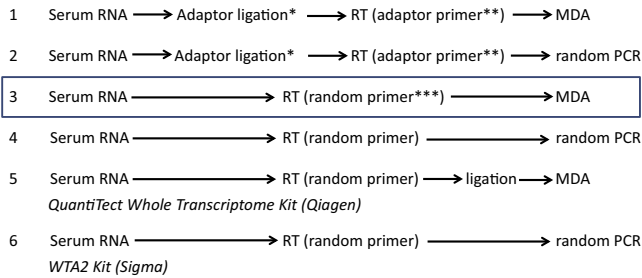 1 Serum RNA Adaptor ligation* RT (adaptor primer**) MDA
2 Serum RNA Adaptor ligation* RT (adaptor primer**) random PCR
3 Serum RNA RT (random primer***) MDA
4 Serum RNA RT (random primer) random PCR
5 Serum RNA RT (random primer) ligation MDA
QuantiTect Whole Transcriptome Kit (Qiagen)
6 Serum RNA RT (random primer) random PCR
WTA2 Kit (Sigma)